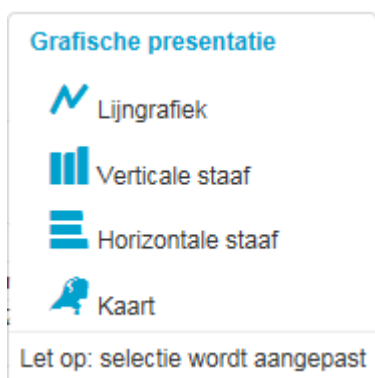 Grafische presentatie
Lijngrafiek
Verticale staaf
Horizontale staaf
Kaart
Let op: selectie wordt aangepast